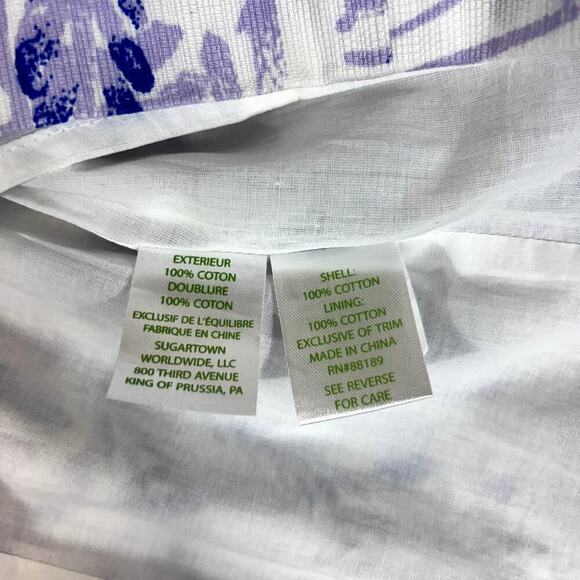 EXTERIEUR
100% COTON
DOUBLURE
100% COTON
EXCLUSIF DE L'ÉQUILIBRE
FABRIQUE EN CHINE
SUGARTOWN
WORLDWIDE, LLC
800 THIRD AVENUE
KING OF PRUSSIA, PA
SHELL:
100% COTTON
LINING:
100% COTTON
EXCLUSIVE OF TRIM
MADE IN CHINA
RN#88189
SEE REVERSE
FOR CARE